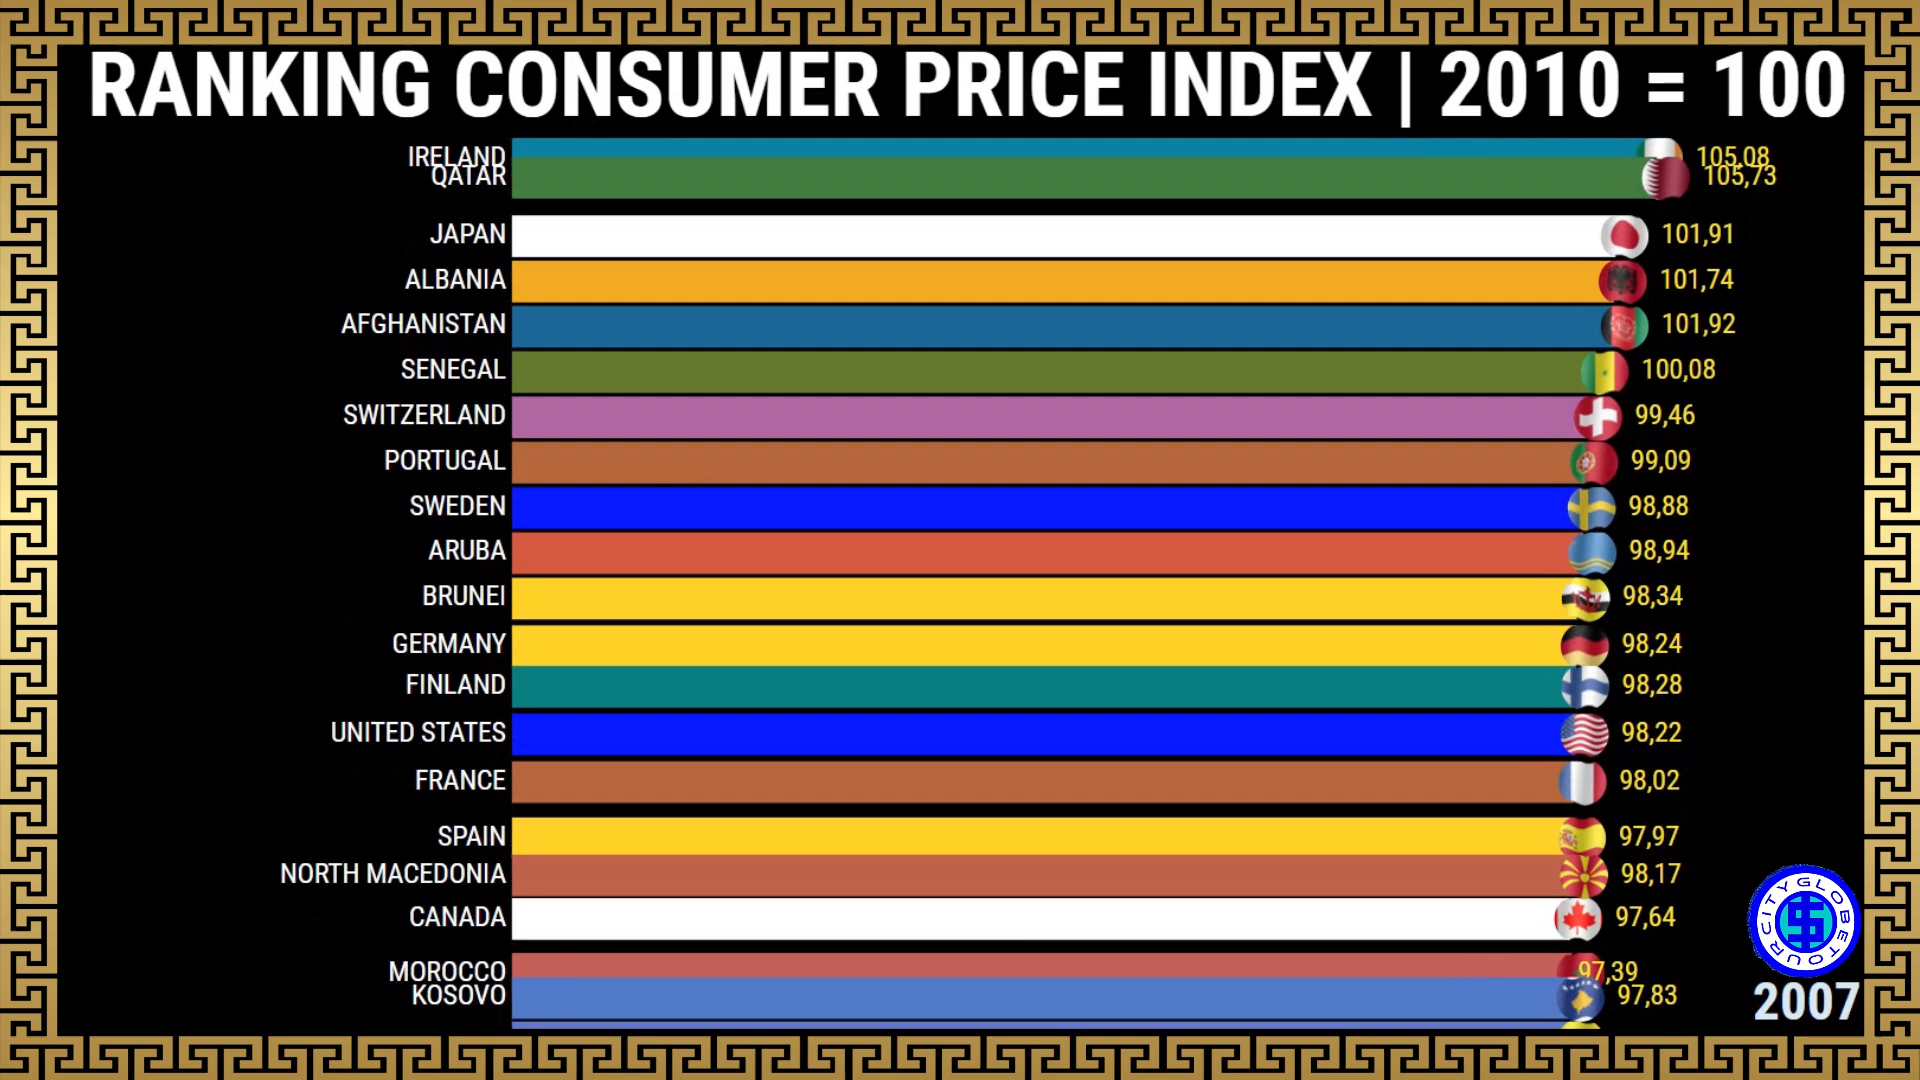 RANKING CONSUMER PRICE INDEX | 2010 = 100
IRELAND 105,08
QATAR 105,73
JAPAN 101,91
ALBANIA 101,74
AFGHANISTAN 101,92
SENEGAL 100,08
SWITZERLAND 99,46
PORTUGAL 99,09
SWEDEN 98,88
ARUBA 98,94
BRUNEI 98,34
GERMANY 98,24
FINLAND 98,28
UNITED STATES 98,22
FRANCE 98,02
SPAIN 97,97
NORTH MACEDONIA 98,17
CANADA 97,64
MOROCCO 97,39
KOSOVO 97,83
CITYGLOBETOUR
2007